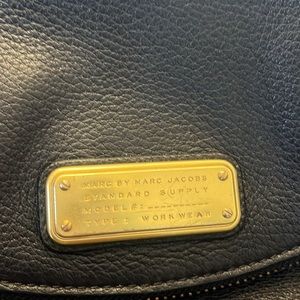 MARC BY MARC JACOBS
STANDARD SUPPLY
MODEL#:
TYPE: WORKWEAR